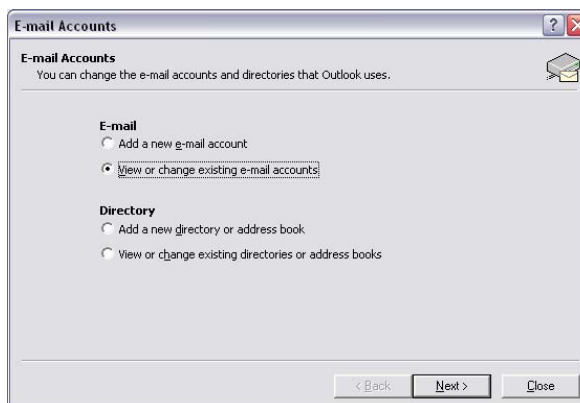 E-mail Accounts
?
E-mail Accounts
You can change the e-mail accounts and directories that Outlook uses.
E-mail
Add a new e-mail account
View or change existing e-mail accounts
Directory
Add a new directory or address book
View or change existing directories or address books
< Back Next > Close